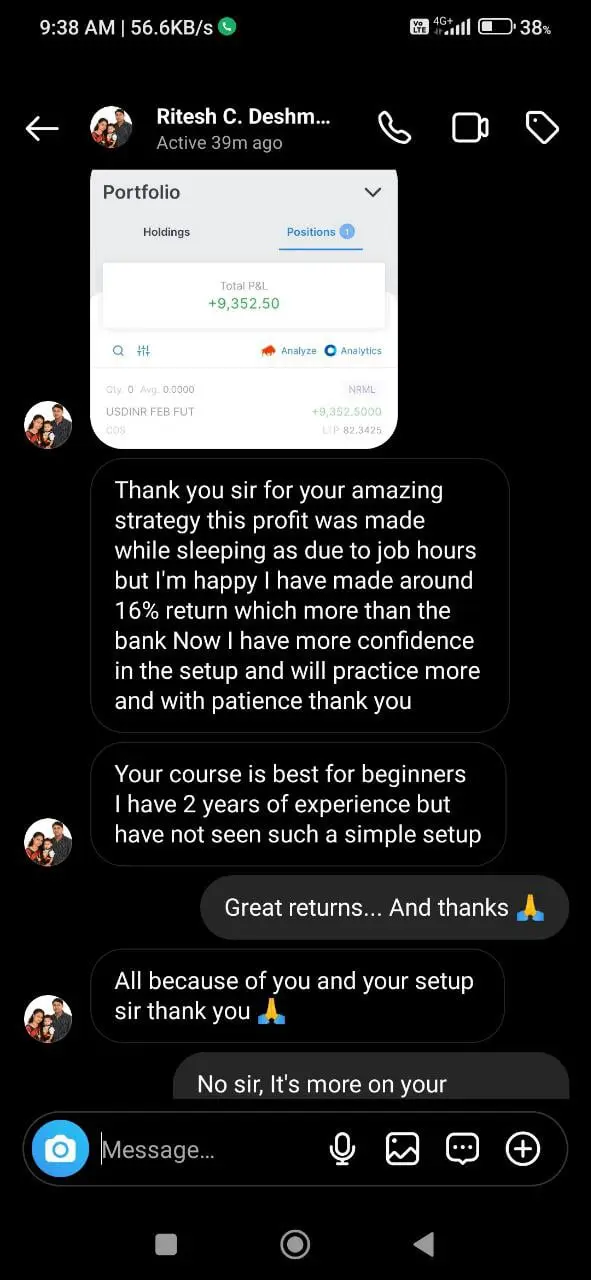 9:38 AM | 56.6KB/s
Vo LTE 4G+ 38%
Ritesh C. Deshm...
Active 39m ago
Portfolio
Holdings
Positions 1
Total P&L
+9,352.50
Analyze Analytics
Qty. 0 Avg. 0.0000 NRML
USDINR FEB FUT +9,352.5000
CDS LTP 82.3425
Thank you sir for your amazing
strategy this profit was made
while sleeping as due to job hours
but I'm happy I have made around
16% return which more than the
bank Now I have more confidence
in the setup and will practice more
and with patience thank you
Your course is best for beginners
I have 2 years of experience but
have not seen such a simple setup
Great returns... And thanks 🙏
All because of you and your setup
sir thank you 🙏
No sir, It's more on your
Message...